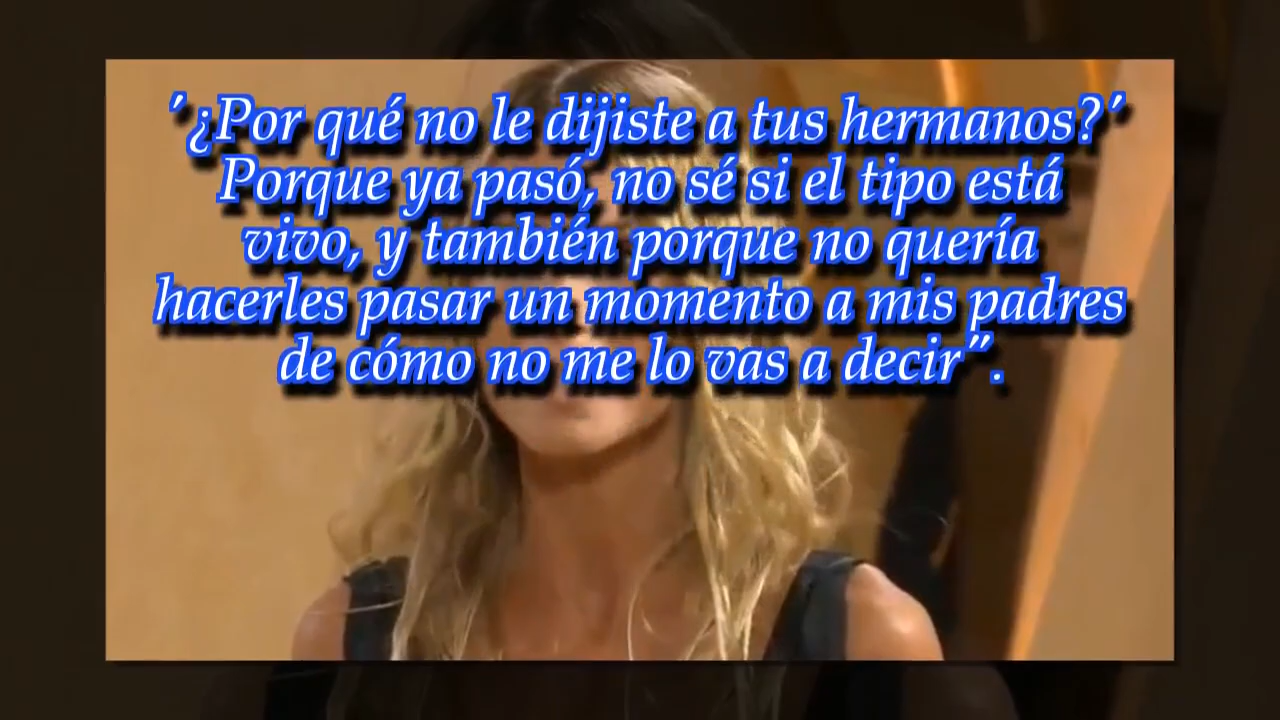 '¿Por qué no le dijiste a tus hermanos?'
Porque ya pasó, no sé si el tipo está
vivo, y también porque no quería
hacerles pasar un momento a mis padres
de cómo no me lo vas a decir".